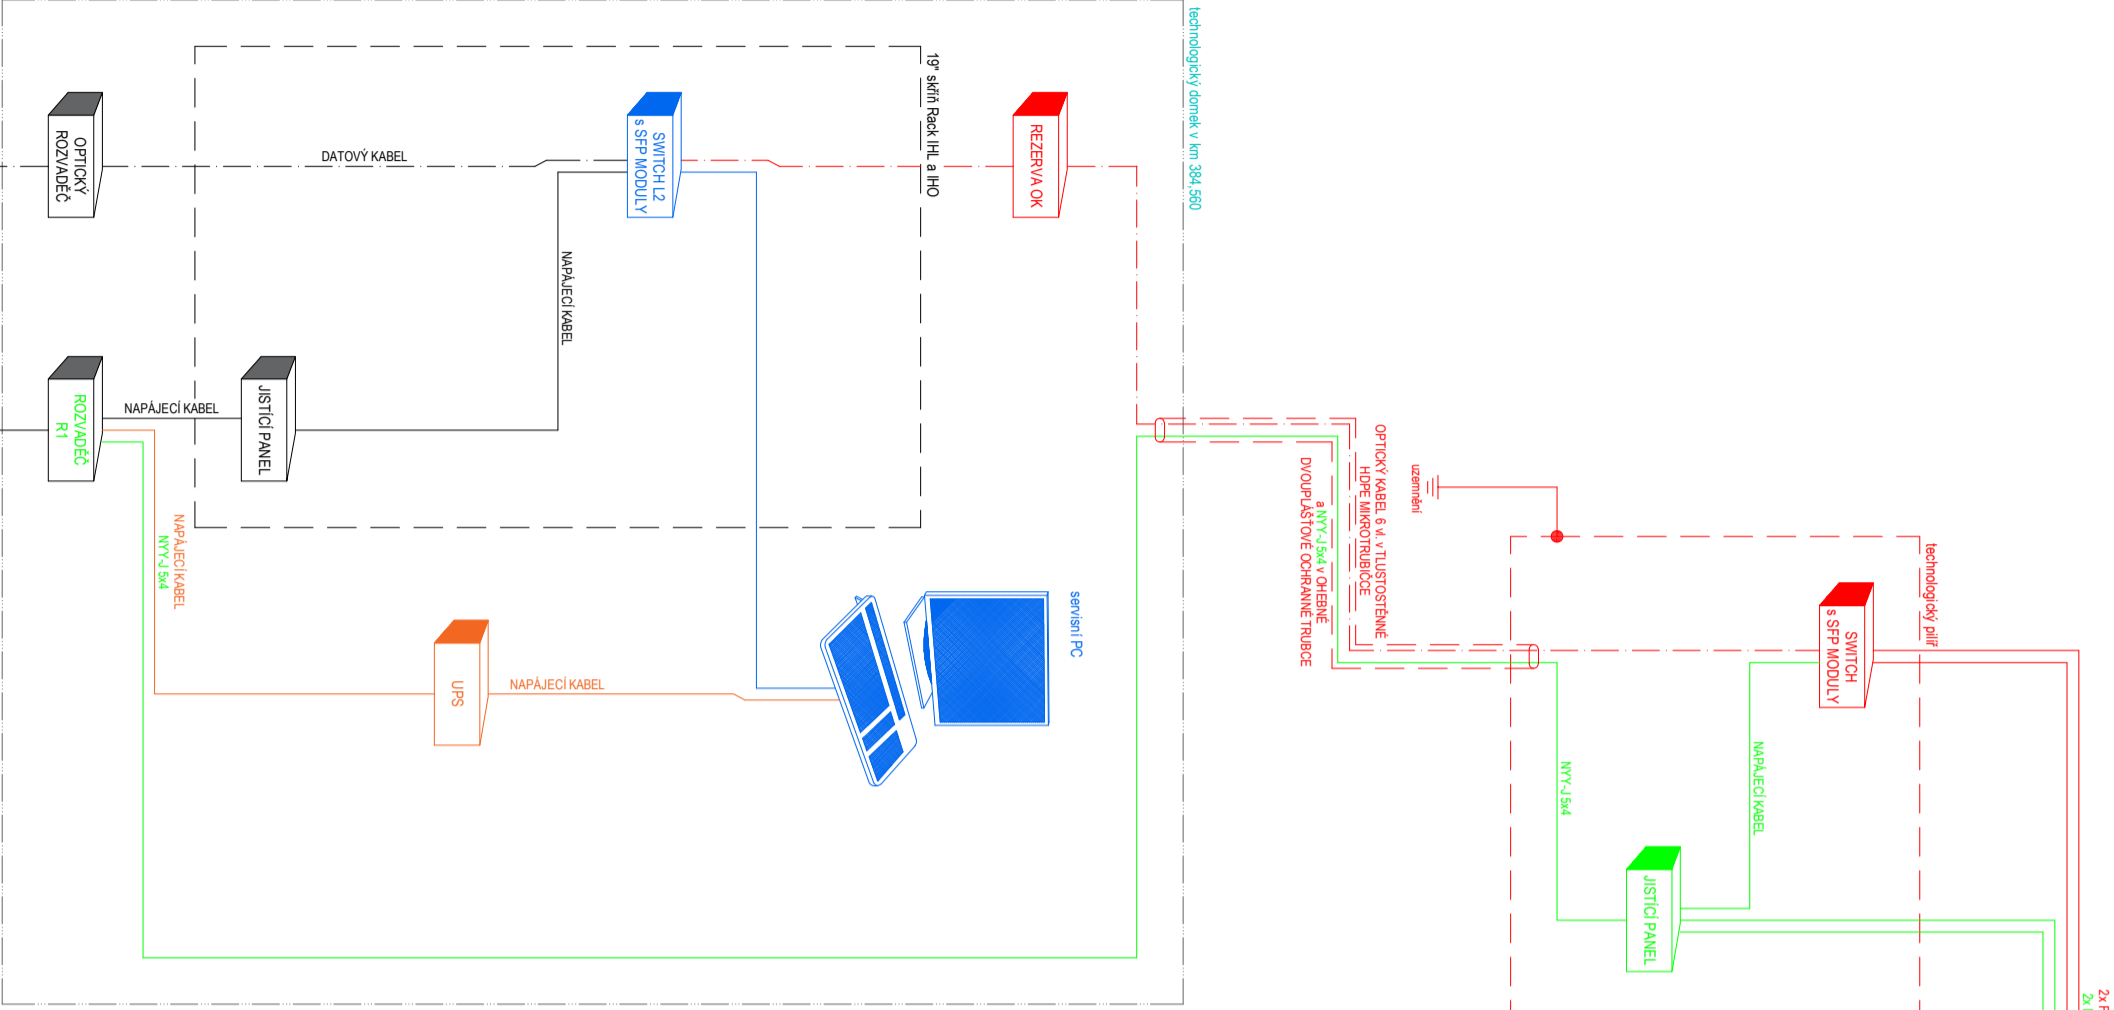 technologický domek v km 384,560
19" skříň Rack IHL a IHO
REZERVA OK
SWITCH L2
s SFP MODULY
DATOVÝ KABEL
OPTICKÝ
ROZVADĚČ
NAPÁJECÍ KABEL
JISTÍCÍ PANEL
NAPÁJECÍ KABEL
ROZVADĚČ
R1
NAPÁJECÍ KABEL
NYY-J 5x4
UPS
NAPÁJECÍ KABEL
servisní PC
OPTICKÝ KABEL 6 vl. v TLUSTOSTĚNNÉ
HDPE MIKROTRUBIČCE
a NYY-J 5x4 v OHEBNÉ
DVOUPLÁŠŤOVÉ OCHRANNÉ TRUBCE
uzemnění
technologický pilíř
SWITCH
s SFP MODULY
NAPÁJECÍ KABEL
NYY-J 5x4
JISTÍCÍ PANEL
2x
2x